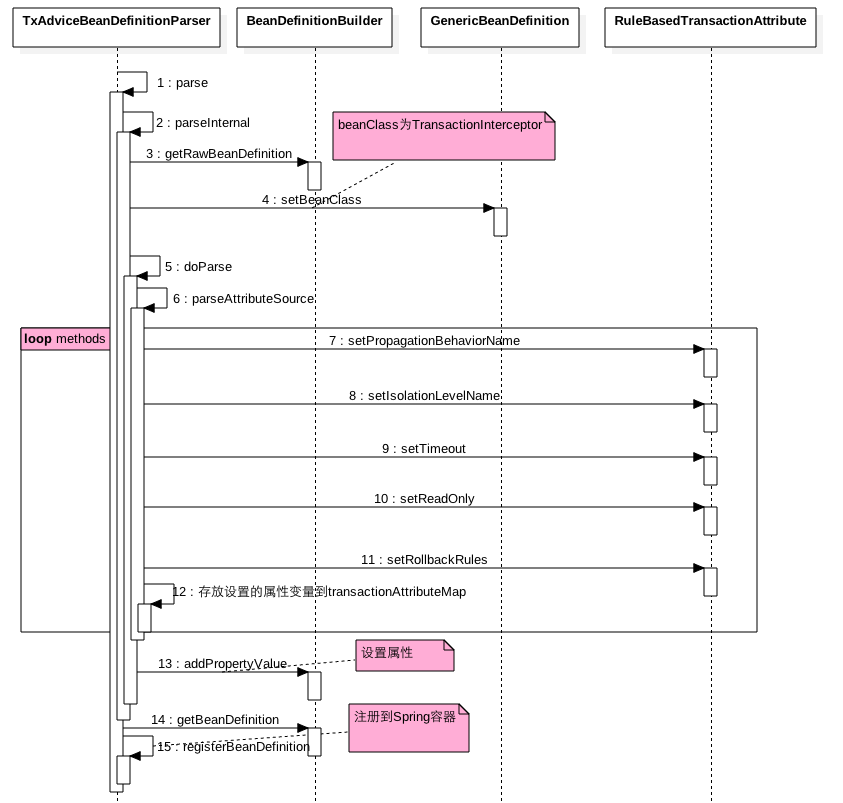 TxAdviceBeanDefinitionParser
BeanDefinitionBuilder
GenericBeanDefinition
RuleBasedTransactionAttribute
1 : parse
2 : parseInternal
beanClass为TransactionInterceptor
3 : getRawBeanDefinition
4 : setBeanClass
5 : doParse
6 : parseAttributeSource
loop methods
7 : setPropagationBehaviorName
8 : setIsolationLevelName
9 : setTimeout
10 : setReadOnly
11 : setRollbackRules
12 : 存放设置的属性变量到transactionAttributeMap
设置属性
13 : addPropertyValue
注册到Spring容器
14 : getBeanDefinition
15 : registerBeanDefinition